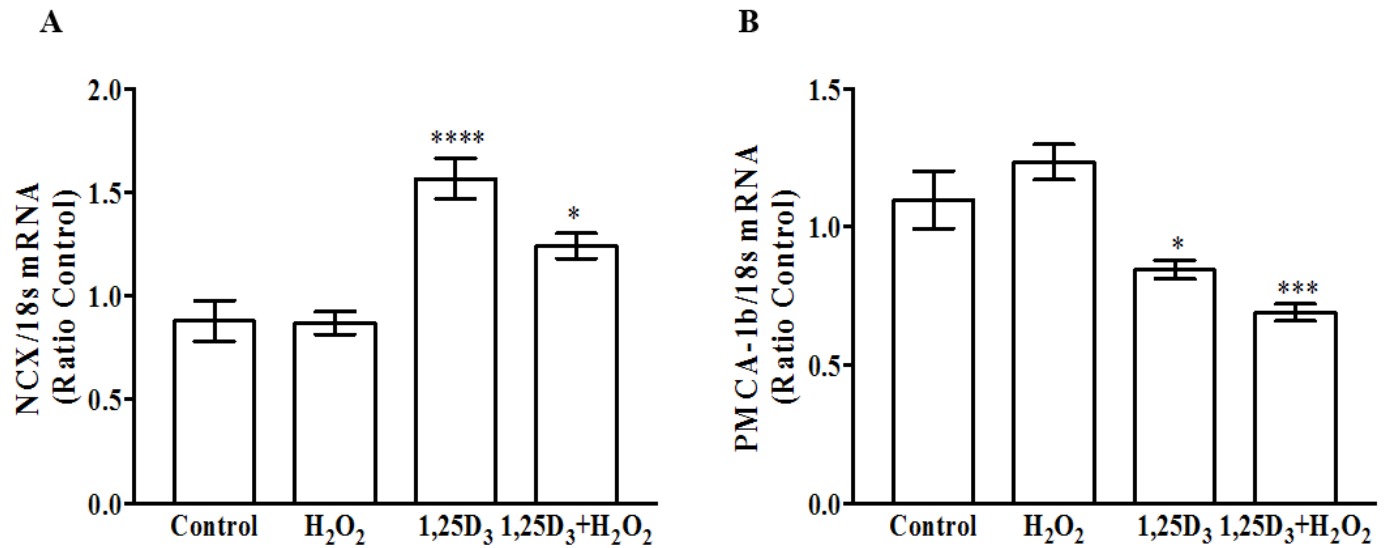 A
NCX/18s mRNA
(Ratio Control)
2.0
1.5
1.0
0.5
0.0
****
*
Control H₂O₂ 1,25D₃ 1,25D₃+H₂O₂
B
PMCA-1b/18s mRNA
(Ratio Control)
1.5
1.0
0.5
0.0
*
***
Control H₂O₂ 1,25D₃ 1,25D₃+H₂O₂